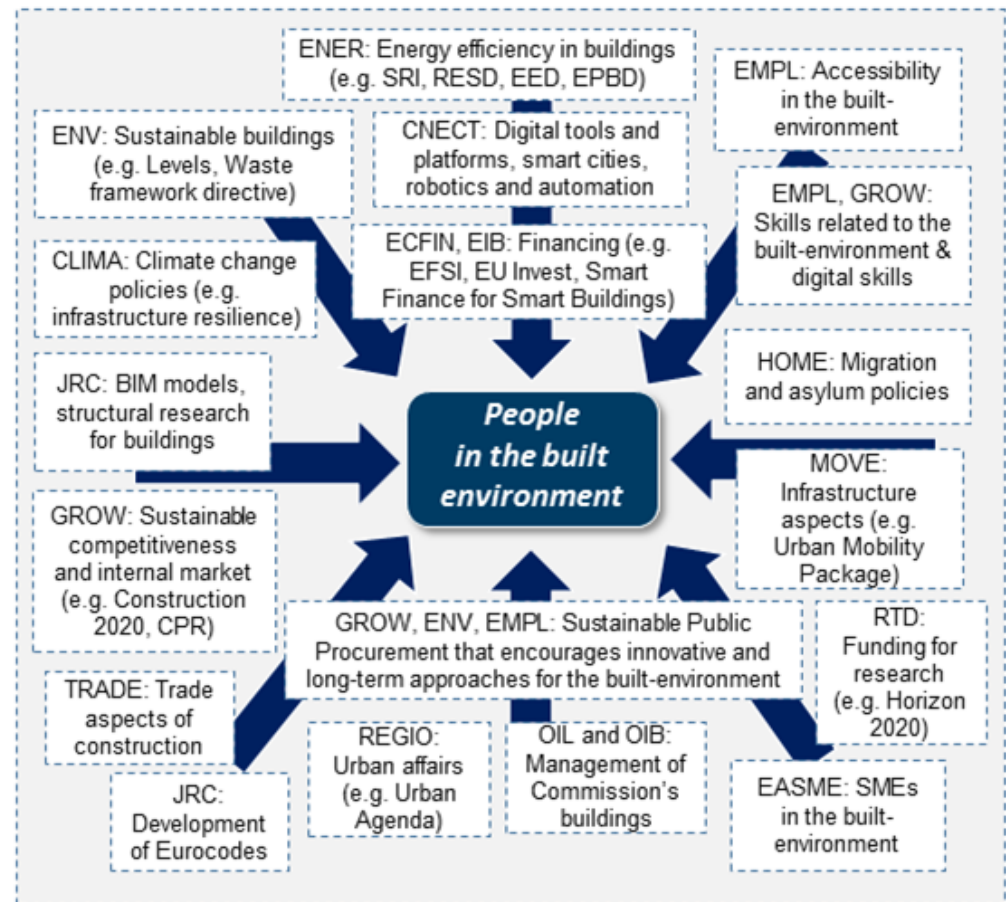 ENER: Energy efficiency in buildings
(e.g. SRI, RESD, EED, EPBD)
EMPL: Accessibility
in the built-
environment
ENV: Sustainable buildings
(e.g. Levels, Waste
framework directive)
CNECT: Digital tools and
platforms, smart cities,
robotics and automation
EMPL, GROW:
Skills related to the
built-environment &
digital skills
CLIMA: Climate change
policies (e.g.
infrastructure resilience)
ECFIN, EIB: Financing (e.g.
EFSI, EU Invest, Smart
Finance for Smart Buildings)
JRC: BIM models,
structural research
for buildings
HOME: Migration
and asylum policies
People
in the built
environment
MOVE:
Infrastructure
aspects (e.g.
Urban Mobility
Package)
GROW: Sustainable
competitiveness
and internal market
(e.g. Construction
2020, CPR)
GROW, ENV, EMPL: Sustainable Public
Procurement that encourages innovative and
long-term approaches for the built-environment
RTD:
Funding for
research
(e.g. Horizon
2020)
TRADE: Trade
aspects of
construction
REGIO:
Urban affairs
(e.g. Urban
Agenda)
OIL and OIB:
Management of
Commission's
buildings
JRC:
Development
of Eurocodes
EASME: SMEs
in the built-
environment